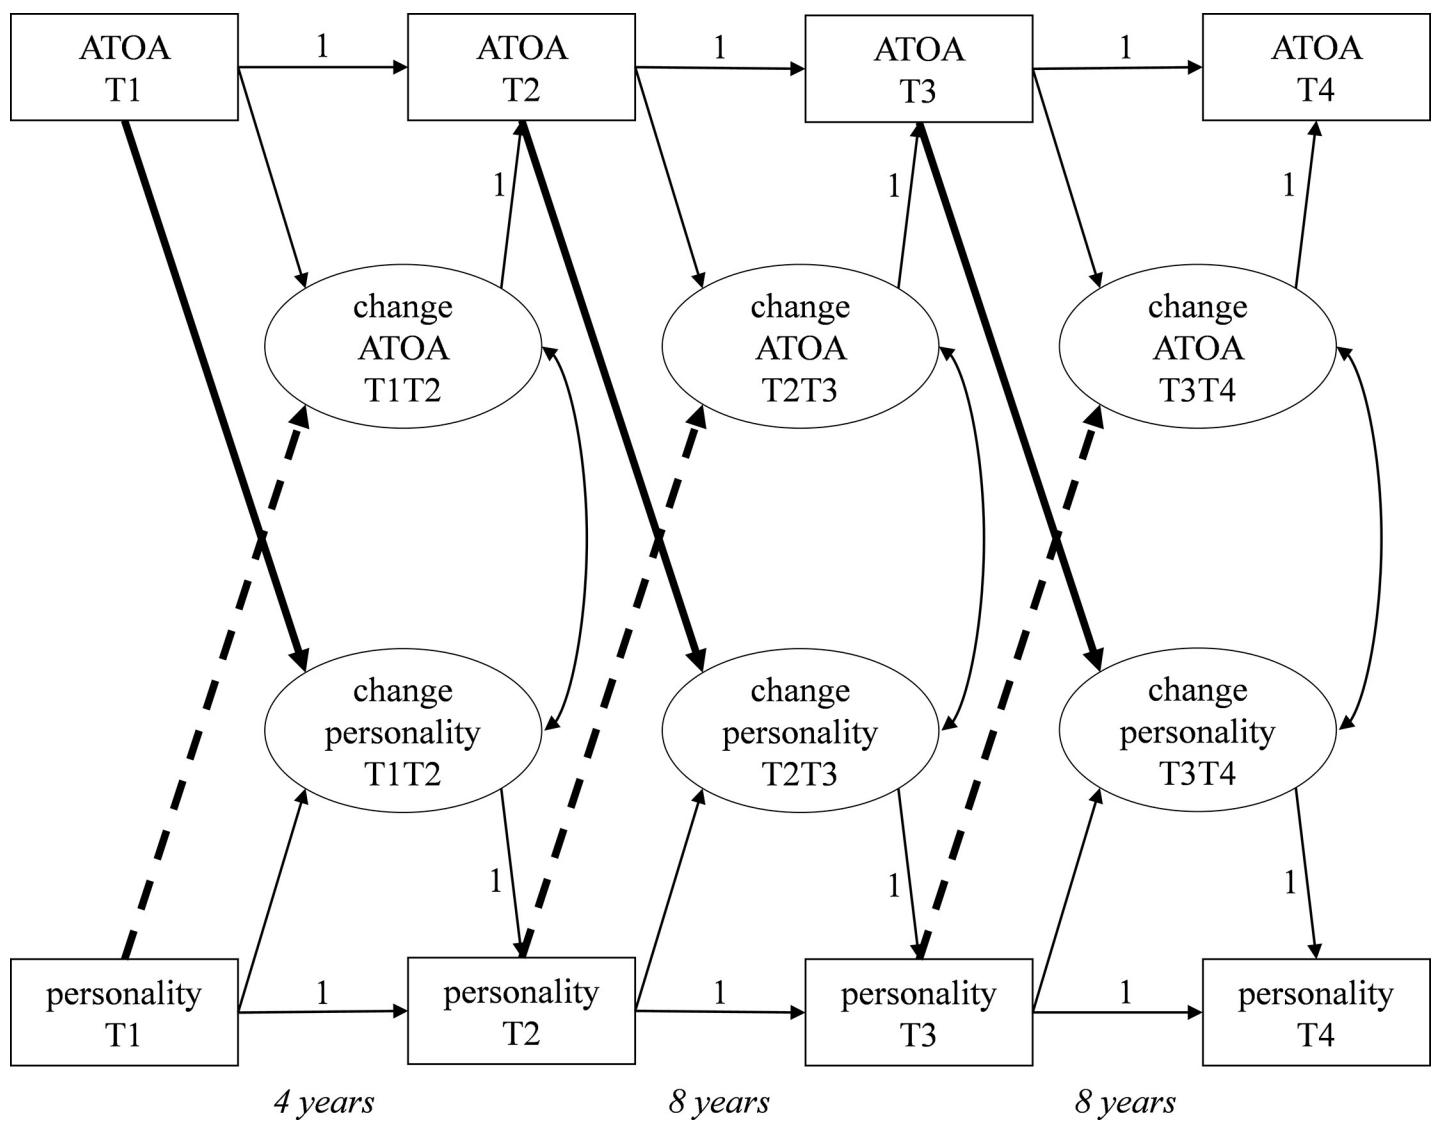 ATOA
T1
1
ATOA
T2
1
ATOA
T3
1
ATOA
T4
1
1
1
change
ATOA
T1T2
change
ATOA
T2T3
change
ATOA
T3T4
change
personality
T1T2
change
personality
T2T3
change
personality
T3T4
1
1
1
personality
T1
1
personality
T2
1
personality
T3
1
personality
T4
4 years
8 years
8 years